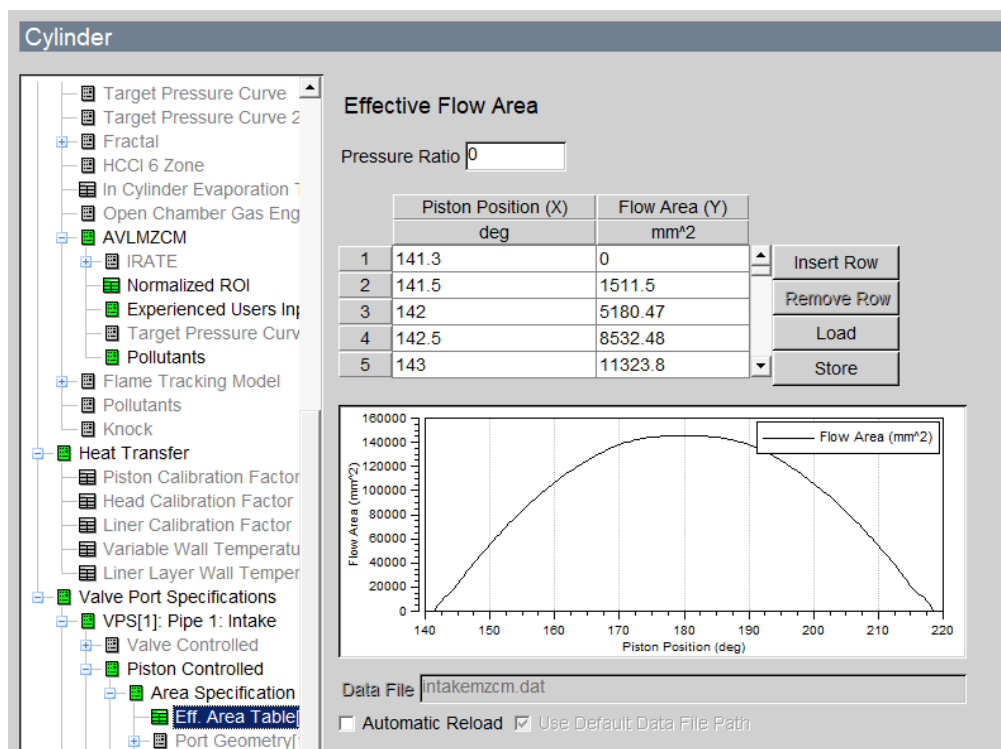 Cylinder
Target Pressure Curve
Target Pressure Curve 2
Fractal
HCCI 6 Zone
In Cylinder Evaporation T
Open Chamber Gas Eng
AVLMZCM
IRATE
Normalized ROI
Experienced Users Inp
Target Pressure Curv
Pollutants
Flame Tracking Model
Pollutants
Knock
Heat Transfer
Piston Calibration Factor
Head Calibration Factor
Liner Calibration Factor
Variable Wall Temperatu
Liner Layer Wall Temper
Valve Port Specifications
VPS[1]: Pipe 1: Intake
Valve Controlled
Piston Controlled
Area Specification
Eff. Area Table[
Port Geometry[
Effective Flow Area
Pressure Ratio 0
Piston Position (X) Flow Area (Y)
deg mm^2
1 141.3 0
2 141.5 1511.5
3 142 5180.47
4 142.5 8532.48
5 143 11323.8
Insert Row
Remove Row
Load
Store
Flow Area (mm^2)
160000
140000
120000
100000
80000
60000
40000
20000
0
Flow Area (mm^2)
140 150 160 170 180 190 200 210 220
Piston Position (deg)
Data File intakemzcm.dat
Automatic Reload Use Default Data File Path